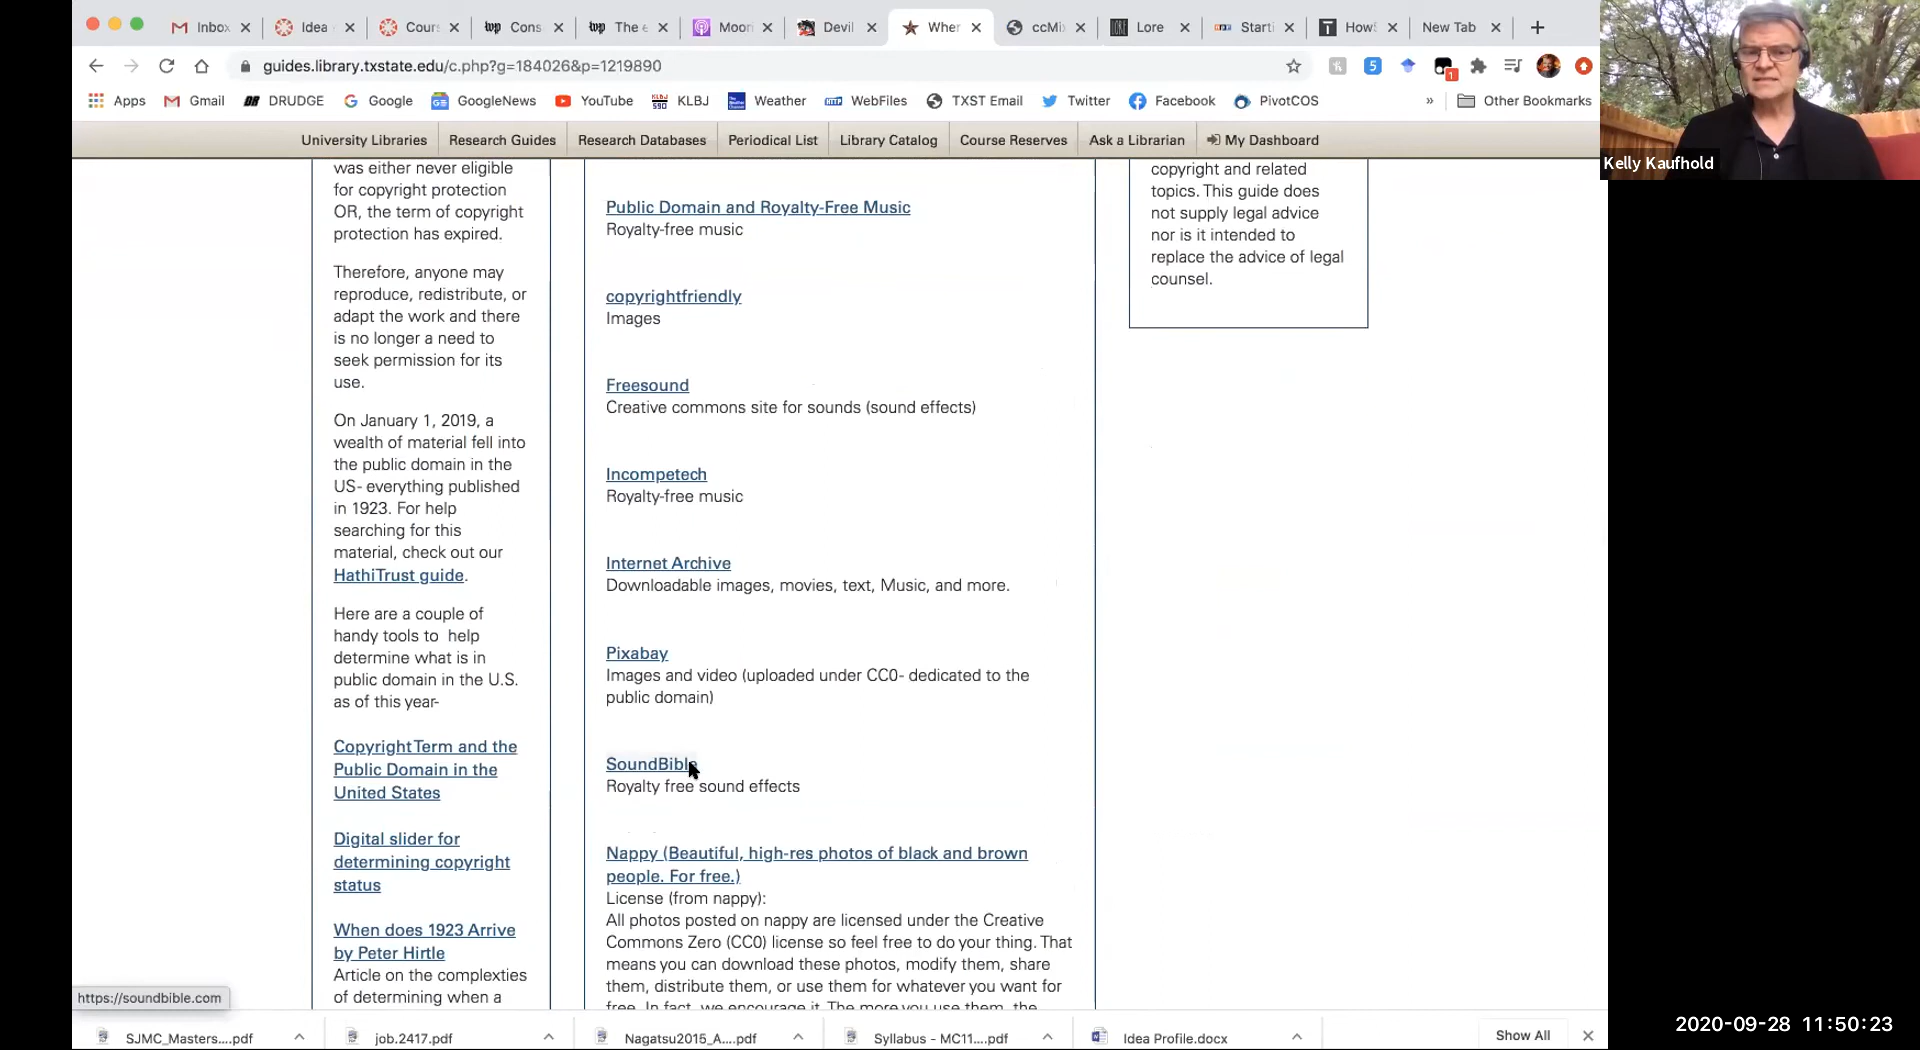 Inbox
Idea
Cour
Cons
The e
Moor
Devil
Wher
ccMi
Lore
Starti
How
New Tab
guides.library.txstate.edu/c.php?g=184026&p=1219890
5
1
Apps
Gmail
DRUDGE
Google
GoogleNews
YouTube
KLBJ
Weather
WebFiles
TXST Email
Twitter
Facebook
PivotCOS
»
Other Bookmarks
Kelly Kaufhold
University Libraries
Research Guides
Research Databases
Periodical List
Library Catalog
Course Reserves
Ask a Librarian
My Dashboard
was either never eligible
for copyright protection
OR, the term of copyright
protection has expired.
Therefore, anyone may
reproduce, redistribute, or
adapt the work and there
is no longer a need to
seek permission for its
use.
On January 1, 2019, a
wealth of material fell into
the public domain in the
US- everything published
in 1923. For help
searching for this
material, check out our
HathiTrust guide.
Here are a couple of
handy tools to help
determine what is in
public domain in the U.S.
as of this year-
Copyright Term and the
Public Domain in the
United States
Digital slider for
determining copyright
status
When does 1923 Arrive
by Peter Hirtle
Article on the complexties
of determining when a
Public Domain and Royalty-Free Music
Royalty-free music
copyrightfriendly
Images
Freesound
Creative commons site for sounds (sound effects)
Incompetech
Royalty-free music
Internet Archive
Downloadable images, movies, text, Music, and more.
Pixabay
Images and video (uploaded under CC0- dedicated to the
public domain)
SoundBible
Royalty free sound effects
Nappy (Beautiful, high-res photos of black and brown
people. For free.)
License (from nappy):
All photos posted on nappy are licensed under the Creative
Commons Zero (CC0) license so feel free to do your thing. That
means you can download these photos, modify them, share
them, distribute them, or use them for whatever you want for
free. In fact, we encourage it. The more you use them, the
copyright and related
topics. This guide does
not supply legal advice
nor is it intended to
replace the advice of legal
counsel.
https://soundbible.com
SJMC_Masters....pdf
job.2417.pdf
Nagatsu2015_A....pdf
Syllabus - MC11....pdf
Idea Profile.docx
Show All
2020-09-28 11:50:23